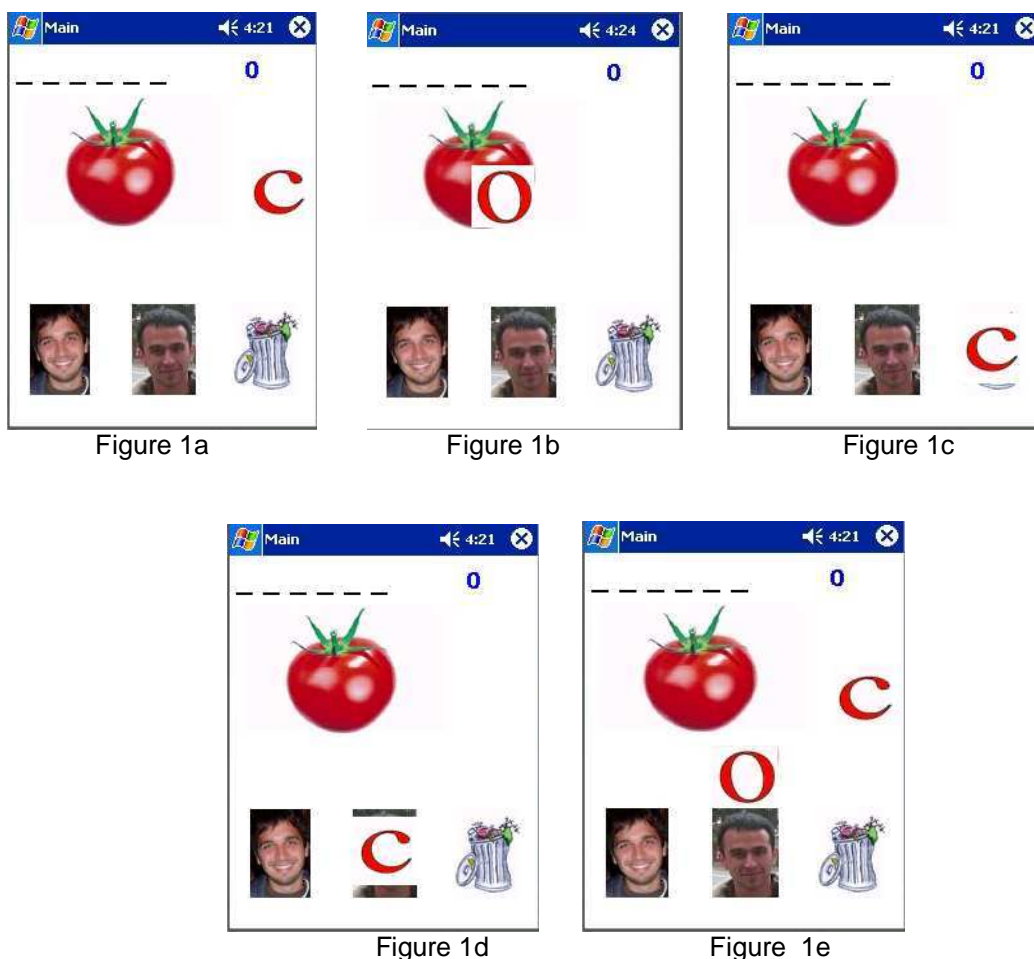 Main 4:21
0
_ _ _ _ _ _
C
Figure 1a
Main 4:24
0
_ _ _ _ _ _
O
Figure 1b
Main 4:21
0
_ _ _ _ _ _
C
Figure 1c
Main 4:21
0
_ _ _ _ _ _
C
Figure 1d
Main 4:21
0
_ _ _ _ _ _
C
O
Figure 1e